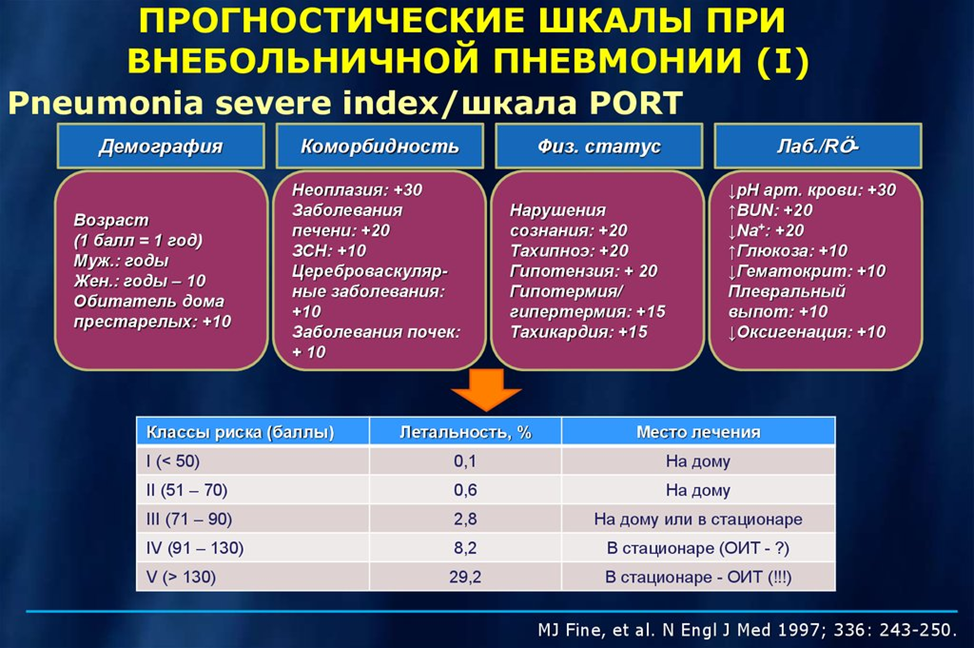 ПРОГНОСТИЧЕСКИЕ ШКАЛЫ ПРИ
ВНЕБОЛЬНИЧНОЙ ПНЕВМОНИИ (I)
Pneumonia severe index/шкала PORT
Демография
Возраст
(1 балл = 1 год)
Муж.: годы
Жен.: годы – 10
Обитатель дома
престарелых: +10
Коморбидность
Неоплазия: +30
Заболевания
печени: +20
ЗСН: +10
Цереброваскуляр-
ные заболевания:
+10
Заболевания почек:
+ 10
Физ. статус
Нарушения
сознания: +20
Тахипноэ: +20
Гипотензия: + 20
Гипотермия/
гипертермия: +15
Тахикардия: +15
Лаб./RÖ-
↓pH арт. крови: +30
↑BUN: +20
↓Na⁺: +20
↑Глюкоза: +10
↓Гематокрит: +10
Плевральный
выпот: +10
↓Оксигенация: +10
Классы риска (баллы) Летальность, % Место лечения
I (< 50) 0,1 На дому
II (51 – 70) 0,6 На дому
III (71 – 90) 2,8 На дому или в стационаре
IV (91 – 130) 8,2 В стационаре (ОИТ - ?)
V (> 130) 29,2 В стационаре - ОИТ (!!!)
MJ Fine, et al. N Engl J Med 1997; 336: 243-250.